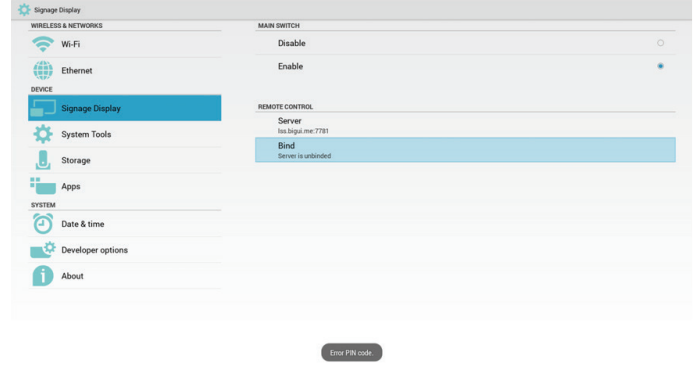 Signage Display
WIRELESS & NETWORKS
Wi-Fi
Ethernet
DEVICE
Signage Display
System Tools
Storage
Apps
SYSTEM
Date & time
Developer options
About
MAIN SWITCH
Disable
Enable
REMOTE CONTROL
Server
lss.bigui.me:7781
Bind
Server is unbinded
Error PIN code.